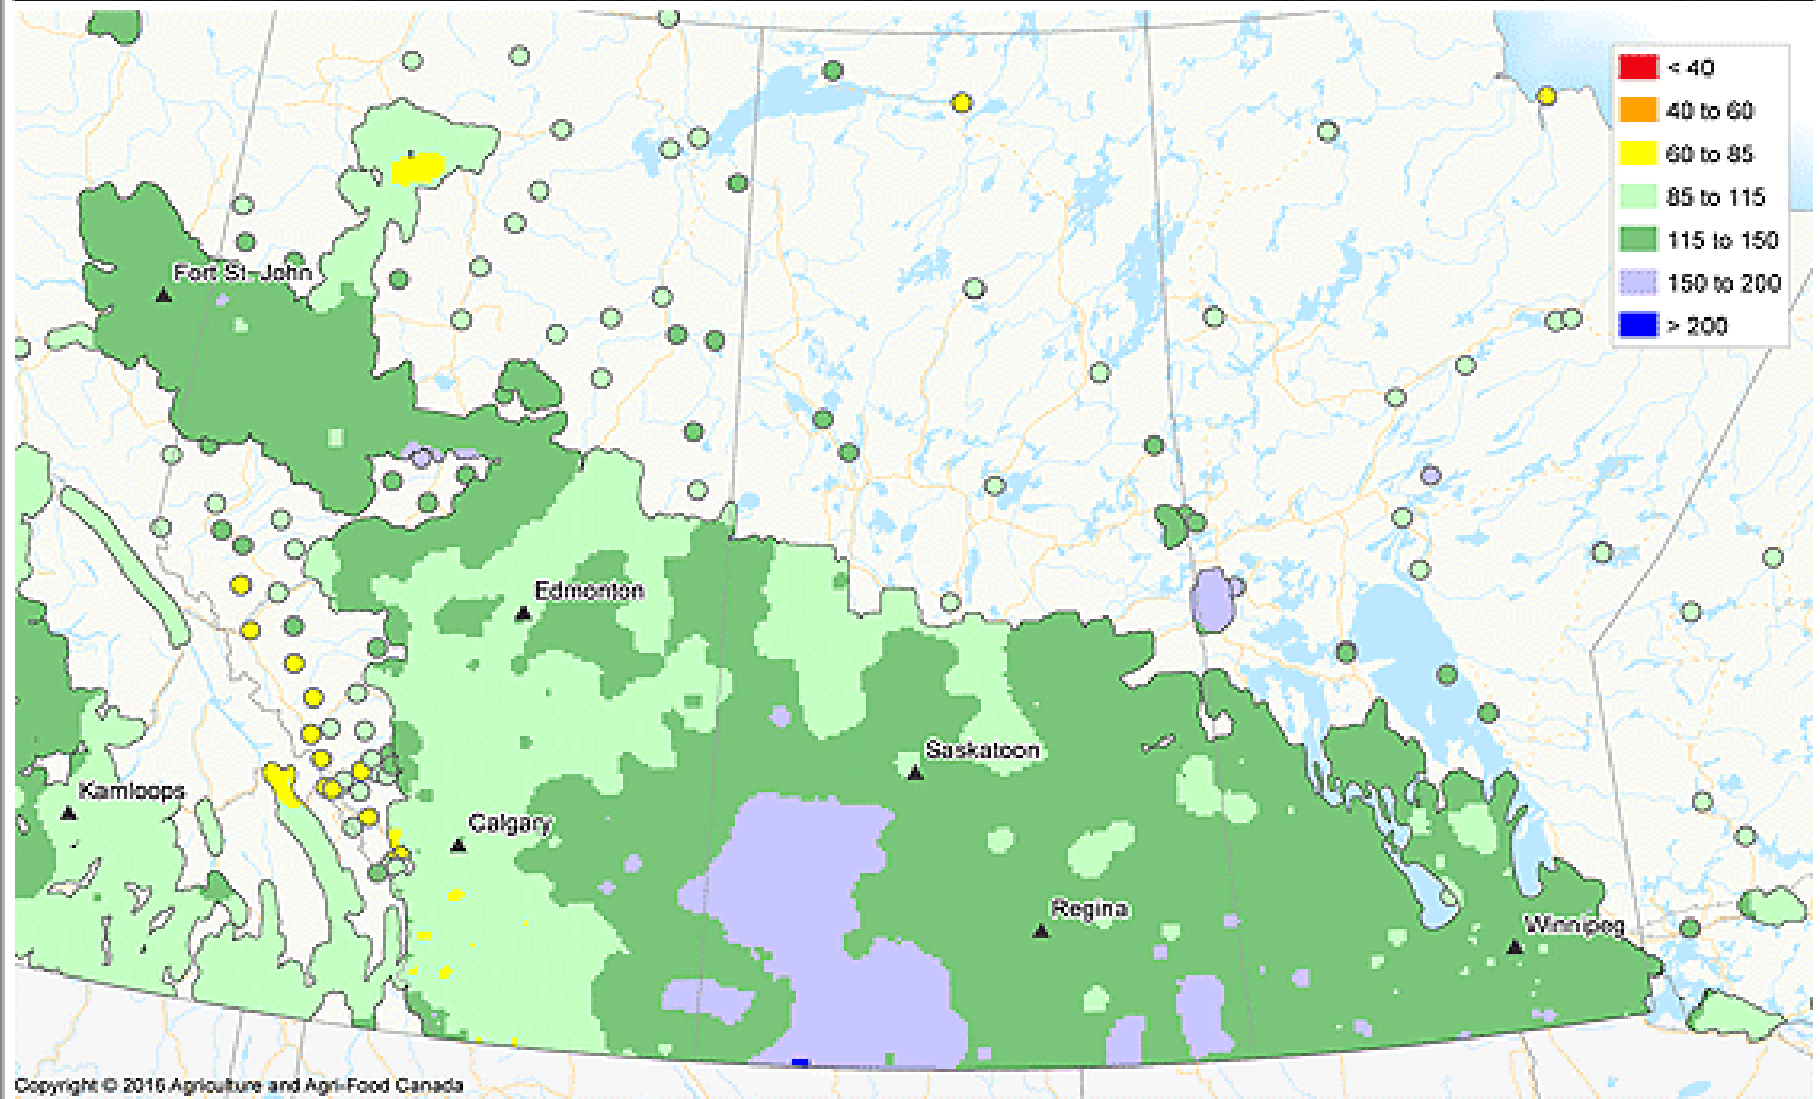 < 40
40 to 60
60 to 85
85 to 115
115 to 150
150 to 200
> 200
Fort St-John
Edmonton
Saskatoon
Kamloops
Calgary
Regina
Winnipeg
Copyright © 2016 Agriculture and Agri-Food Canada